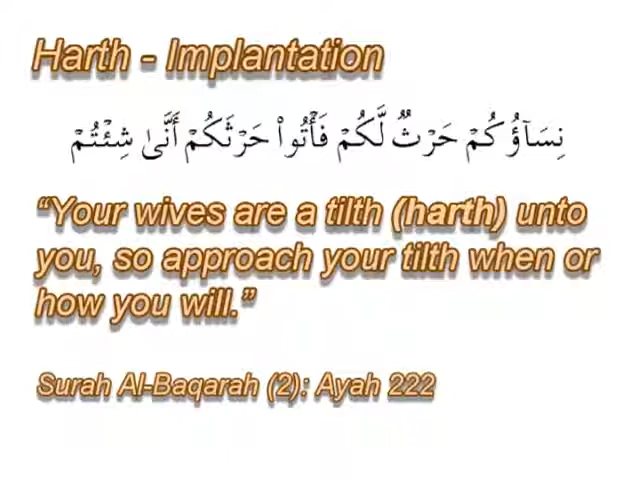 Harth - Implantation
نِسَآؤُكُمْ حَرْثٌ لَّكُمْ فَأْتُوا۟ حَرْثَكُمْ أَنَّىٰ شِئْتُمْ
“Your wives are a tilth (harth) unto
you, so approach your tilth when or
how you will.”
Surah Al-Baqarah (2): Ayah 222